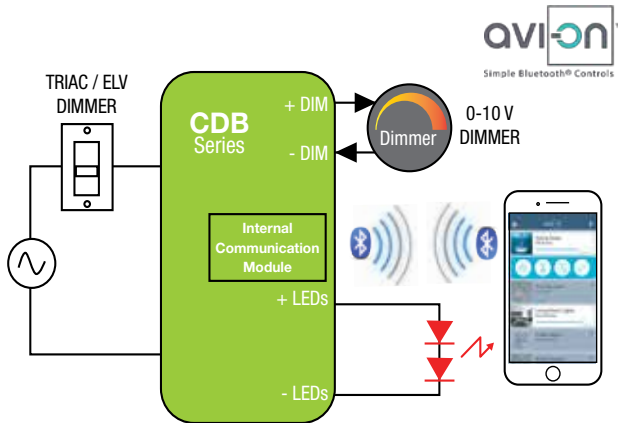 avi-on
Simple Bluetooth® Controls
TRIAC / ELV
DIMMER
CDB
Series
+ DIM
- DIM
Dimmer
0-10 V
DIMMER
Internal
Communication
Module
+ LEDs
- LEDs